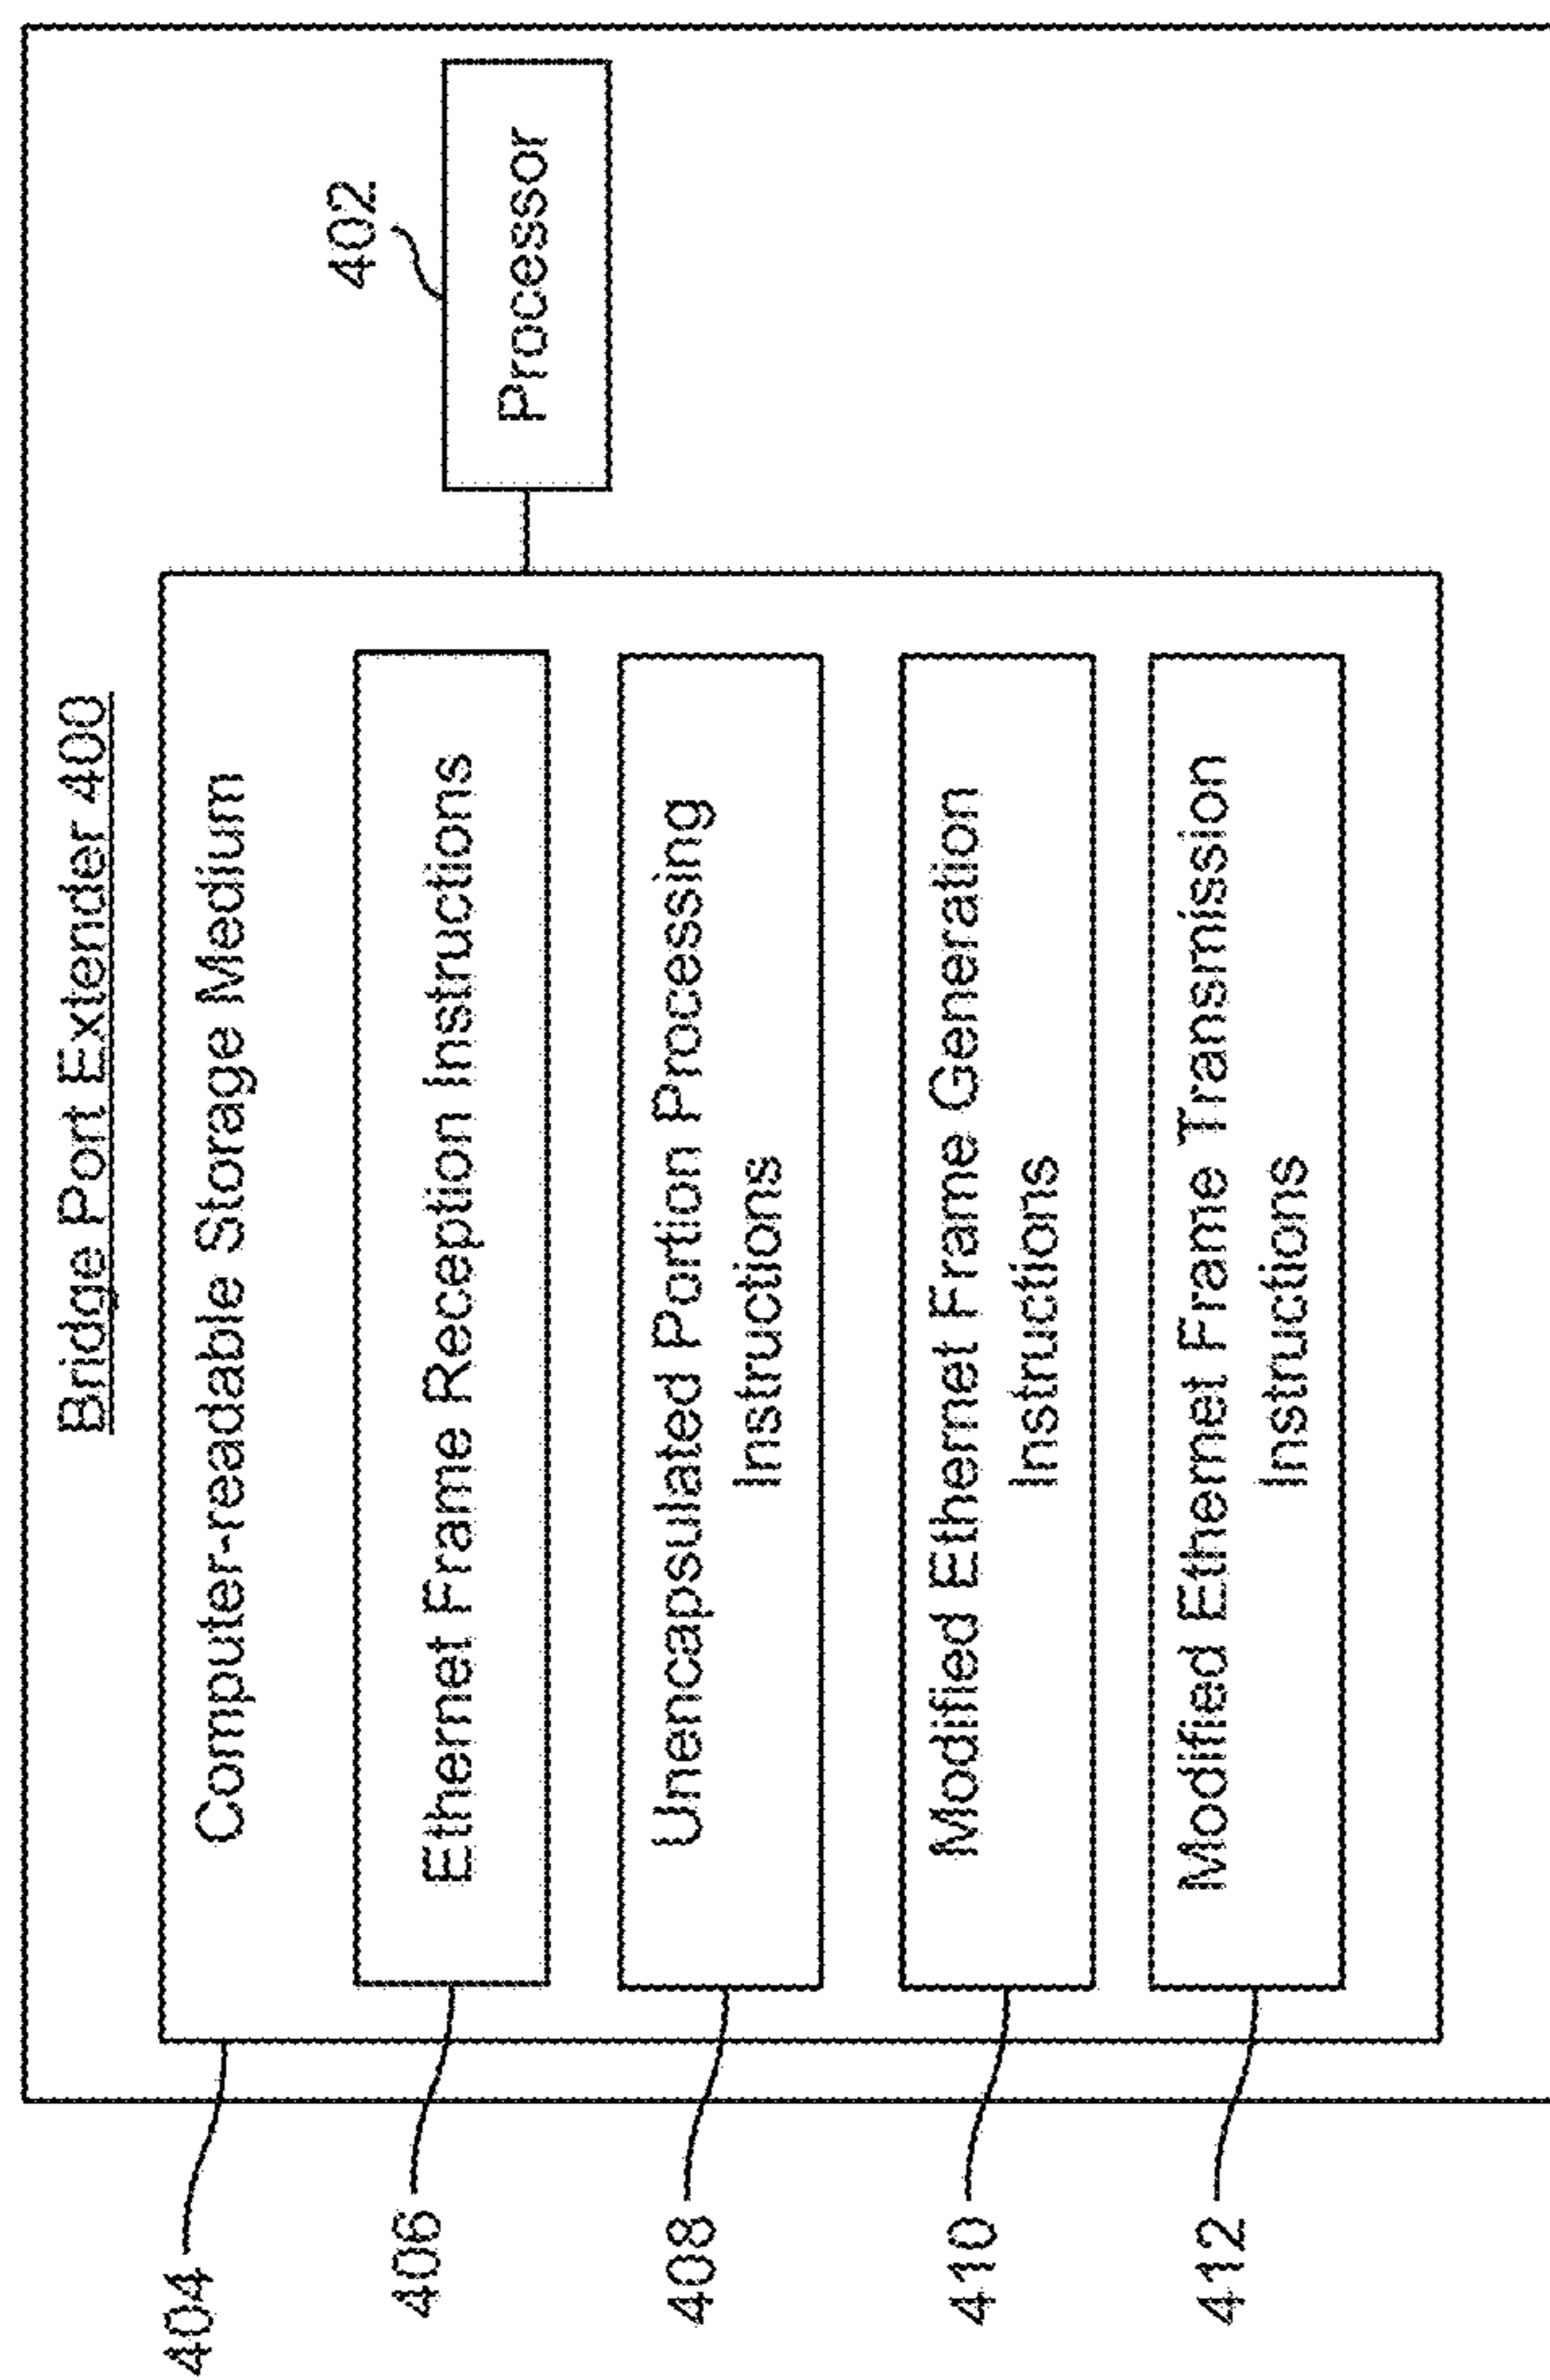 Bridge Port Extender 400
404
Computer-readable Storage Medium
402
Processor
406
Ethernet Frame Reception Instructions
408
Unencapsulated Portion Processing
Instructions
410
Modified Ethernet Frame Generation
Instructions
412
Modified Ethernet Frame Transmission
Instructions